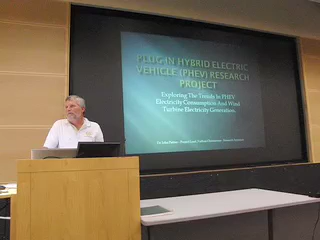 PLUG-IN HYBRID ELECTRIC
VEHICLE (PHEV) RESEARCH
PROJECT
Exploring The Trends In PHEV
Electricity Consumption And Wind
Turbine Electricity Generation